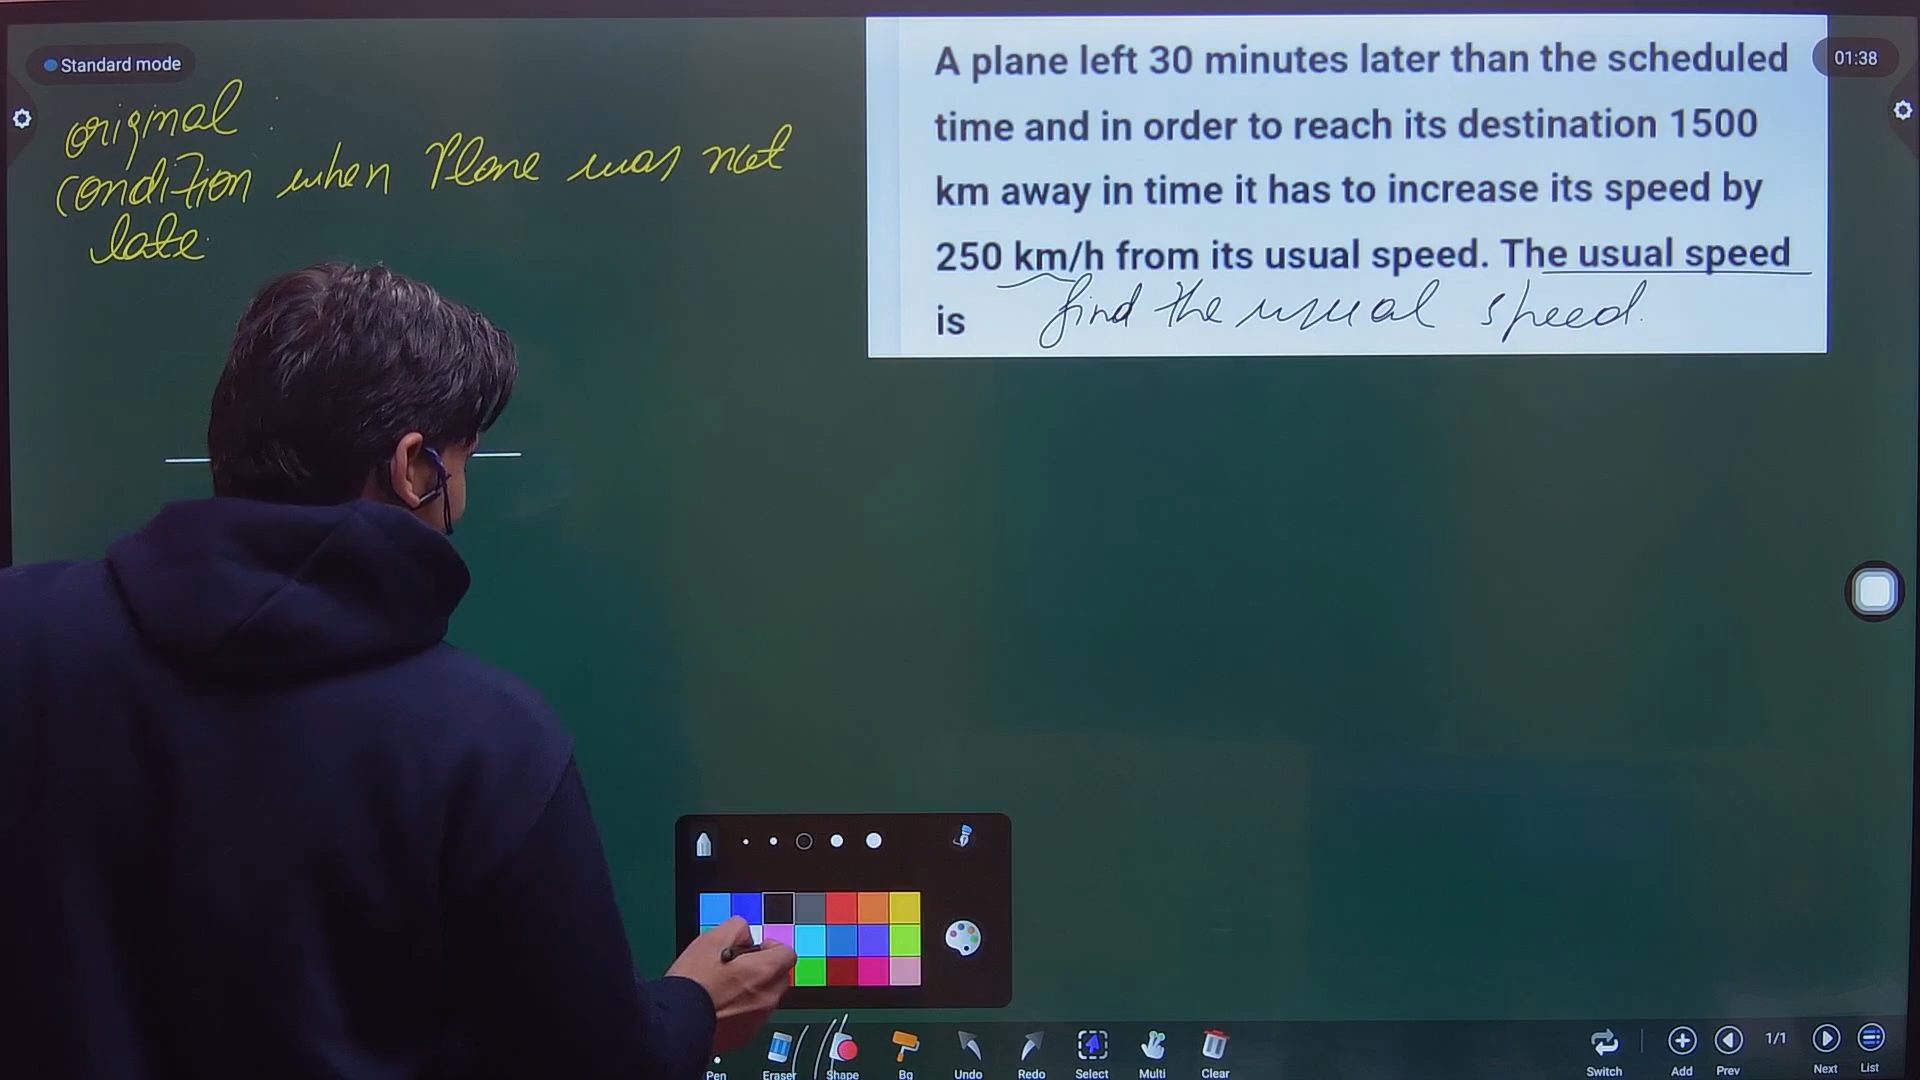 Standard mode
original :
condition when Plane was not
late.
A plane left 30 minutes later than the scheduled
time and in order to reach its destination 1500
km away in time it has to increase its speed by
250 km/h from its usual speed. The usual speed
is
find the usual speed.
01:38
Pen
Eraser
Shape
Bg
Undo
Redo
Select
Multi
Clear
Switch
Add
Prev
1/1
Next
List